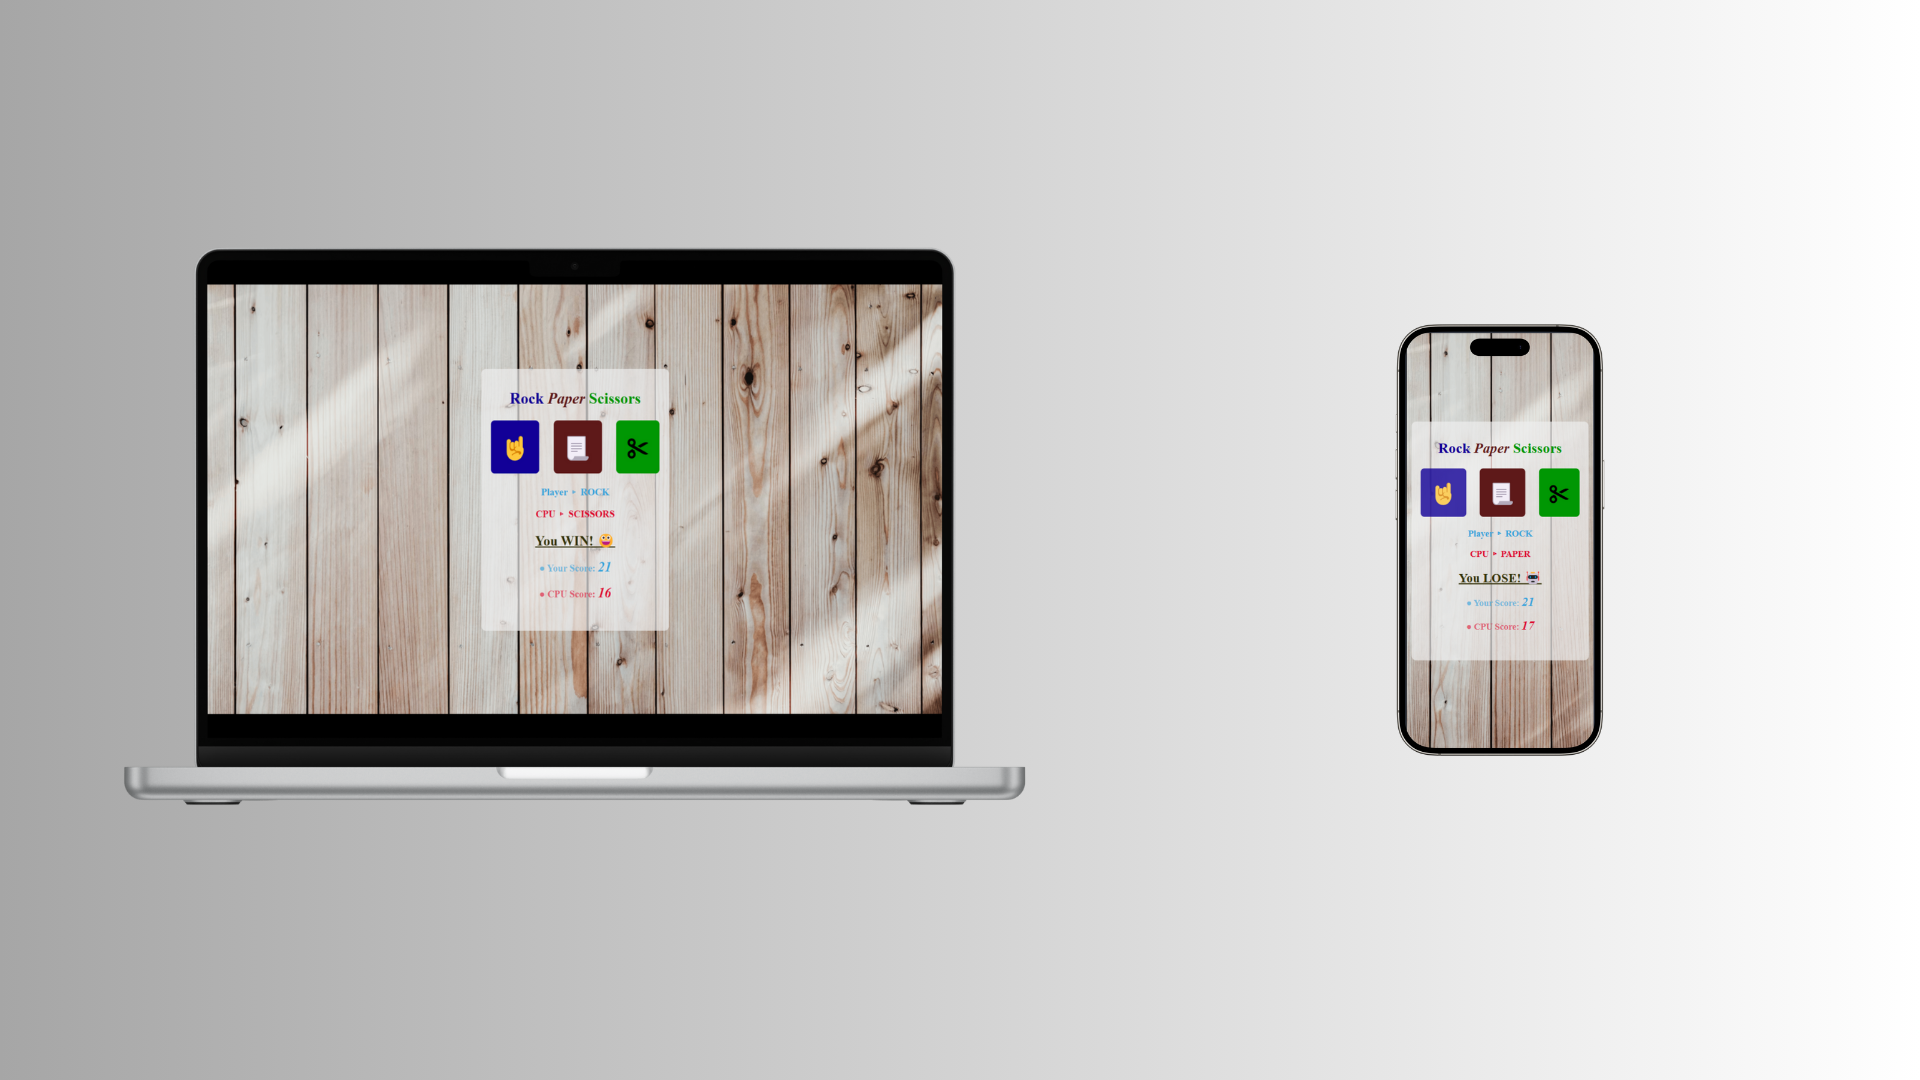 Rock Paper Scissors
Player ‣ ROCK
CPU ‣ SCISSORS
You WIN! 😀
● Your Score: 21
● CPU Score: 16
Rock Paper Scissors
Player ‣ ROCK
CPU ‣ PAPER
You LOSE! 🤖
● Your Score: 21
● CPU Score: 17